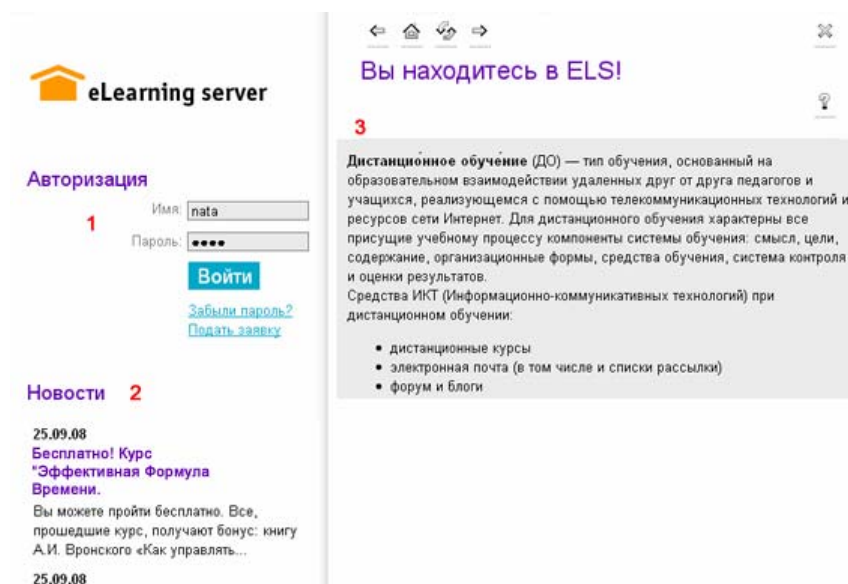 eLearning server
Авторизация
1
Имя: nata
Пароль: ●●●●
Войти
Забыли пароль?
Подать заявку
Новости 2
25.09.08
Бесплатно! Курс
"Эффективная Формула
Времени.
Вы можете пройти бесплатно. Все,
прошедшие курс, получают бонус: книгу
А.И. Вронского «Как управлять...
25.09.08
Вы находитесь в ELS!
?
3
Дистанцио́нное обуче́ние (ДО) — тип обучения, основанный на
образовательном взаимодействии удаленных друг от друга педагогов и
учащихся, реализующемся с помощью телекоммуникационных технологий и
ресурсов сети Интернет. Для дистанционного обучения характерны все
присущие учебному процессу компоненты системы обучения: смысл, цели,
содержание, организационные формы, средства обучения, система контроля
и оценки результатов.
Средства ИКТ (Информационно-коммуникативных технологий) при
дистанционном обучении:
• дистанционные курсы
• электронная почта (в том числе и списки рассылки)
• форум и блоги